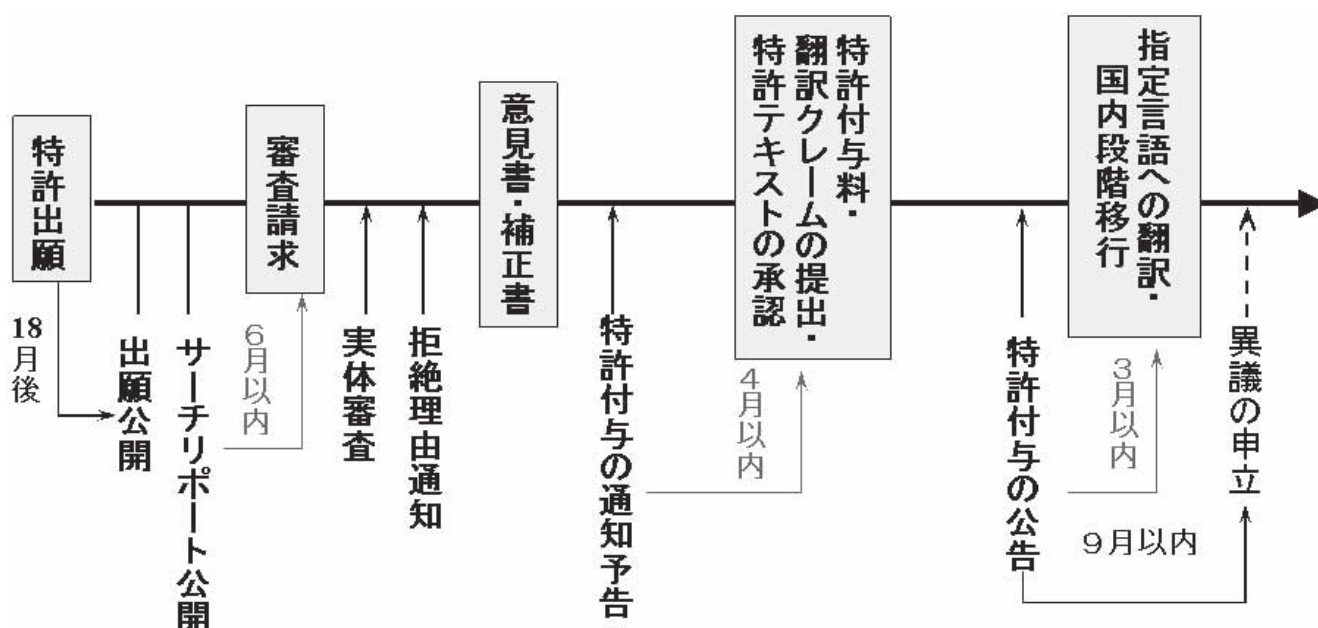 特許出願
18月後
出願公開
サーチリポート公開
審査請求
6月以内
実体審査
拒絶理由通知
意見書・補正書
特許付与の通知予告
特許付与料・
翻訳クレームの提出・
特許テキストの承認
4月以内
特許付与の公告
指定言語への翻訳・
国内段階移行
3月以内
9月以内
異議の申立